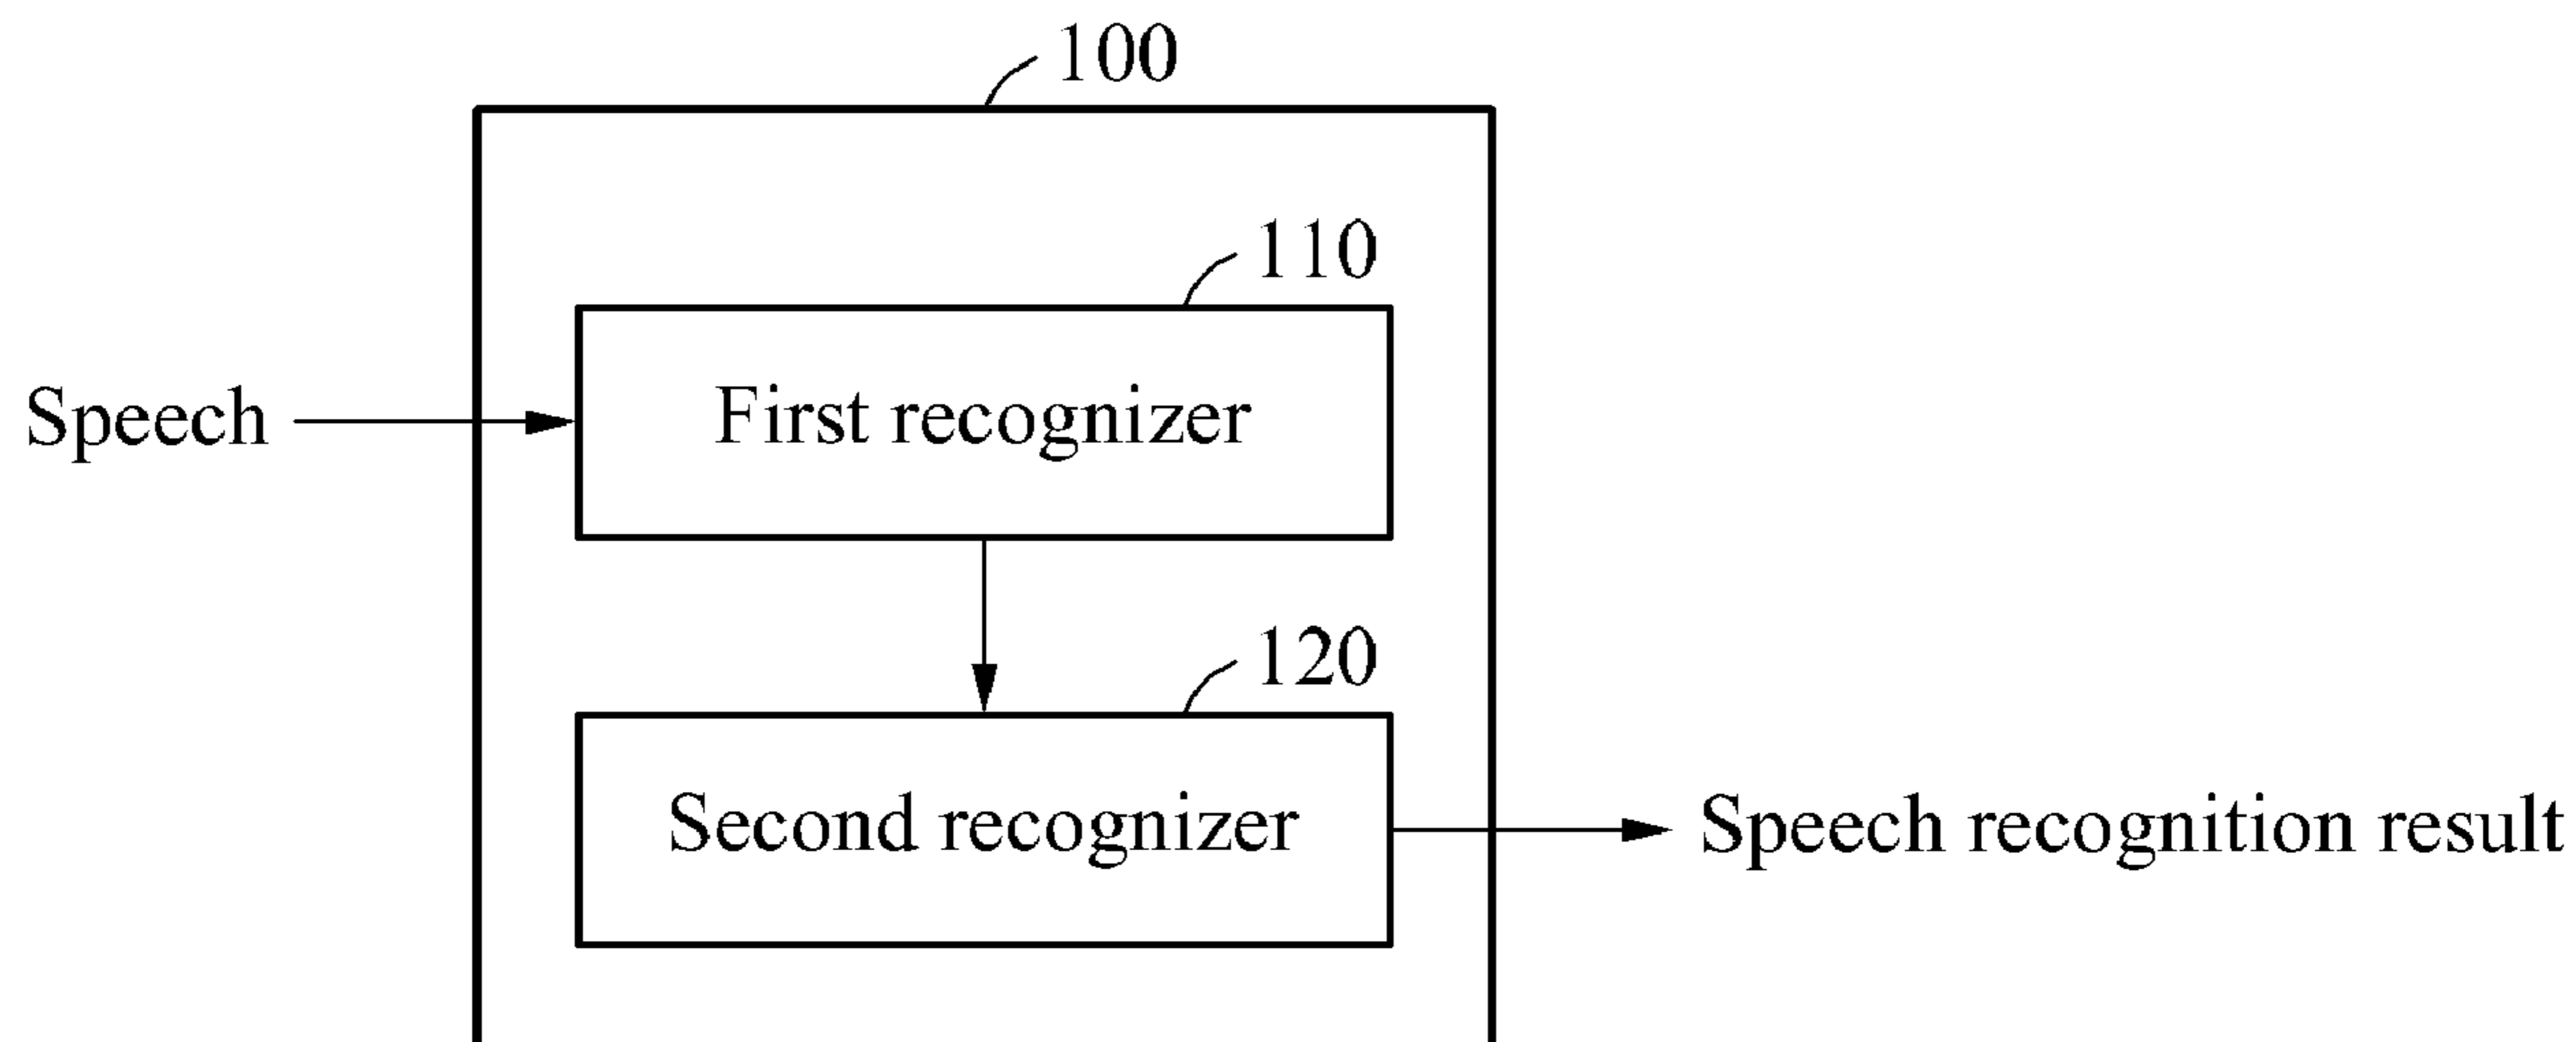 100
110
Speech
First recognizer
120
Second recognizer
Speech recognition result